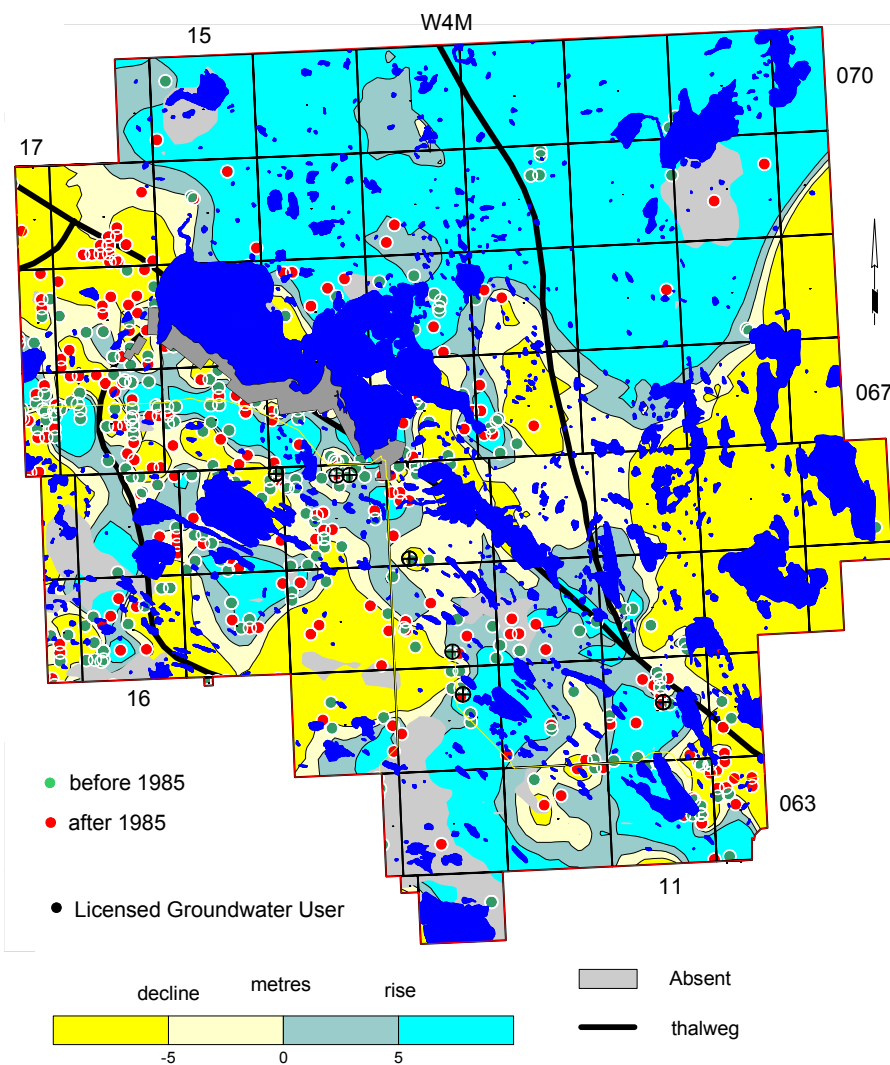 W4M
15
070
17
067
16
before 1985
after 1985
063
11
Licensed Groundwater User
decline metres rise
Absent
thalweg
-5 0 5